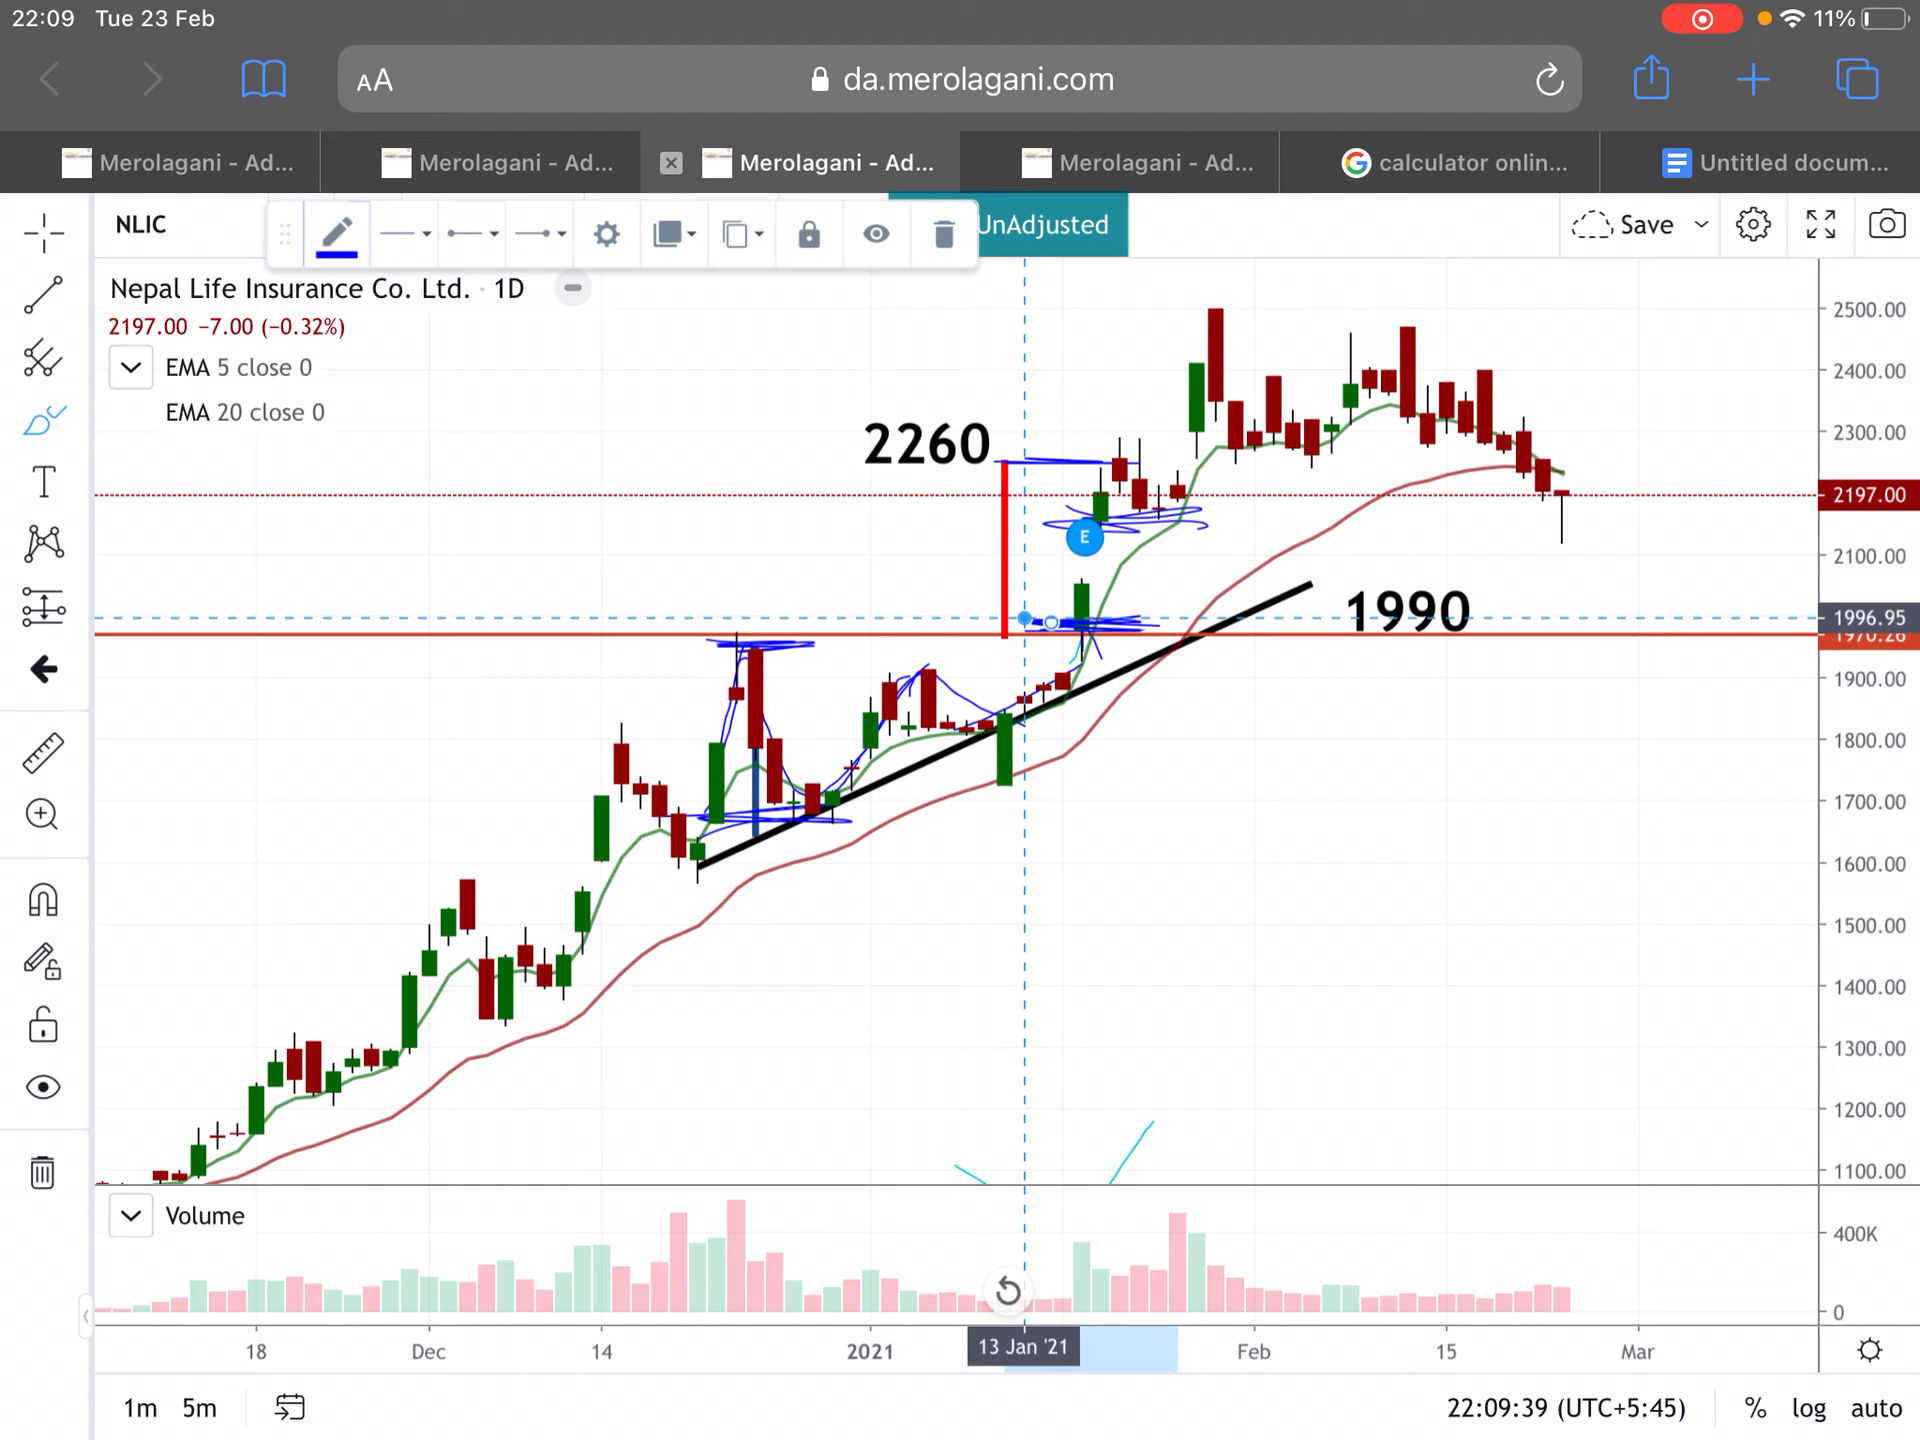 22:09 Tue 23 Feb
11%
AA da.merolagani.com
Merolagani - Ad... Merolagani - Ad... Merolagani - Ad... Merolagani - Ad... calculator onlin... Untitled docum...
NLIC UnAdjusted Save
Nepal Life Insurance Co. Ltd. · 1D
2197.00 −7.00 (−0.32%)
EMA 5 close 0
EMA 20 close 0
2260
E
1990
2500.00
2400.00
2300.00
2197.00
2100.00
1996.95
1970.26
1900.00
1800.00
1700.00
1600.00
1500.00
1400.00
1300.00
1200.00
1100.00
Volume
400K
0
18 Dec 14 2021 13 Jan '21 Feb 15 Mar
1m 5m 22:09:39 (UTC+5:45) % log auto